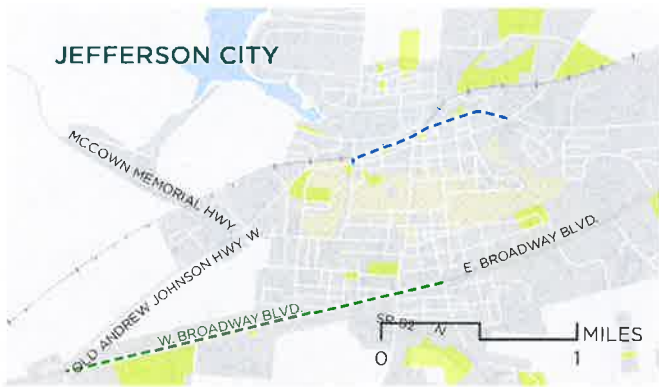 JEFFERSON CITY
MCCOWN MEMORIAL HWY
OLD ANDREW JOHNSON HWY W
E BROADWAY BLVD.
W. BROADWAY BLVD.
SR 92 N
MILES
0 1